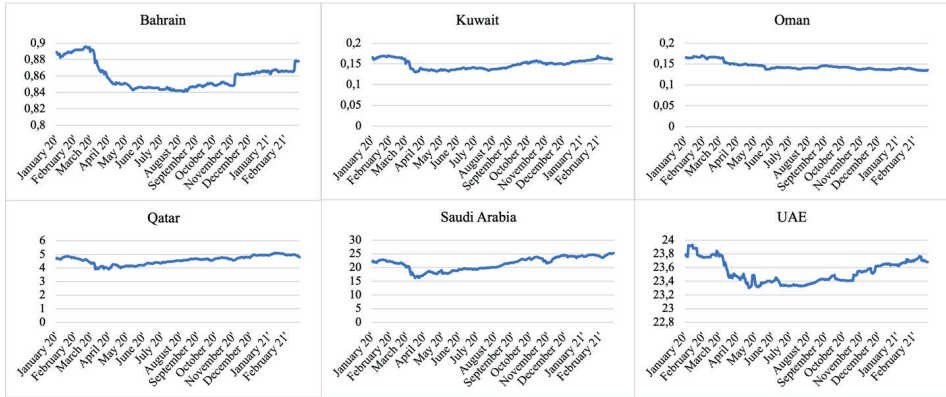 Bahrain
0,9
0,88
0,86
0,84
0,82
0,8
January 20'
February 20'
March 20'
April 20'
May 20'
June 20'
July 20'
August 20'
September 20'
October 20'
November 20'
December 20'
January 21'
February 21'
Kuwait
0,2
0,15
0,1
0,05
0
January 20'
February 20'
March 20'
April 20'
May 20'
June 20'
July 20'
August 20'
September 20'
October 20'
November 20'
December 20'
January 21'
February 21'
Oman
0,2
0,15
0,1
0,05
0
January 20'
February 20'
March 20'
April 20'
May 20'
June 20'
July 20'
August 20'
September 20'
October 20'
November 20'
December 20'
January 21'
February 21'
Qatar
6
5
4
3
2
1
0
January 20'
February 20'
March 20'
April 20'
May 20'
June 20'
July 20'
August 20'
September 20'
October 20'
November 20'
December 20'
January 21'
February 21'
Saudi Arabia
30
25
20
15
10
5
0
January 20'
February 20'
March 20'
April 20'
May 20'
June 20'
July 20'
August 20'
September 20'
October 20'
November 20'
December 20'
January 21'
February 21'
UAE
24
23,8
23,6
23,4
23,2
23
22,8
January 20'
February 20'
March 20'
April 20'
May 20'
June 20'
July 20'
August 20'
September 20'
October 20'
November 20'
December 20'
January 21'
February 21'